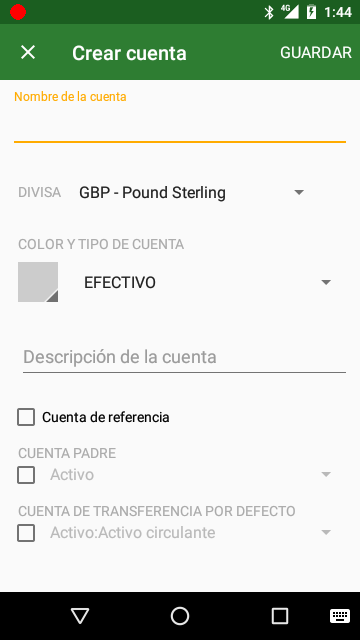 4G 1:44
Crear cuenta GUARDAR
Nombre de la cuenta
DIVISA GBP - Pound Sterling
COLOR Y TIPO DE CUENTA
EFECTIVO
Descripción de la cuenta
Cuenta de referencia
CUENTA PADRE
Activo
CUENTA DE TRANSFERENCIA POR DEFECTO
Activo:Activo circulante